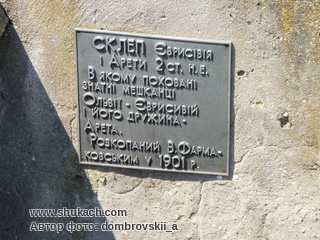 СКЛЕП ЄВРИСІВІЯ
І АРЕТИ 2 СТ. Н.Е.
В ЯКОМУ ПОХОВАНІ
ЗНАТНІ МЕШКАНЦІ
ОЛЬВІЇ - ЄВРИСИВІЙ
І ЙОГО ДРУЖИНА-
АРЕТА.
РОЗКОПАНИЙ В.ФАРМА-
КОВСЬКИМ У 1901 Р.
www.shukach.com
Автор фото: dombrovskii_a